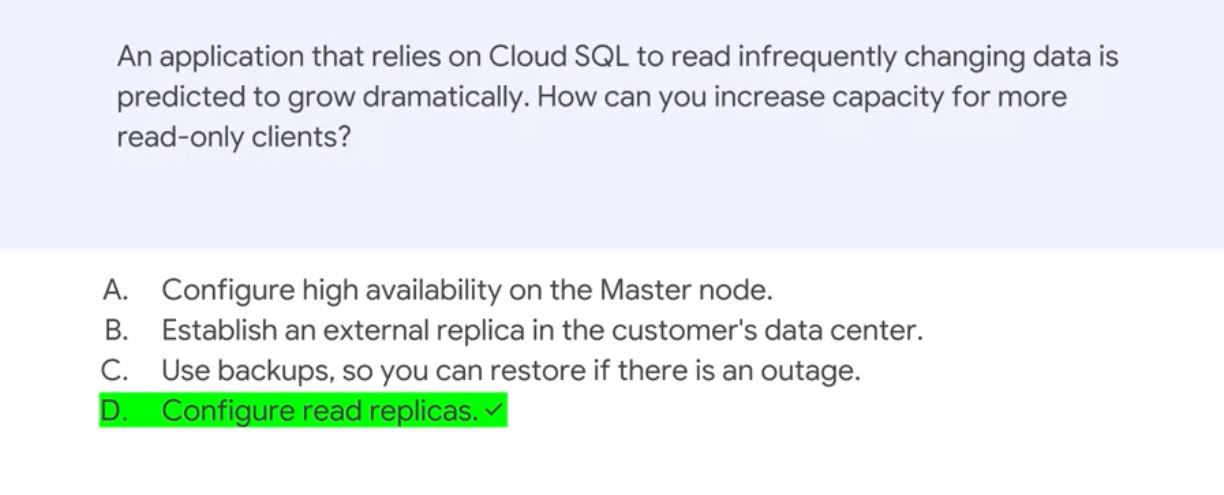 An application that relies on Cloud SQL to read infrequently changing data is
predicted to grow dramatically. How can you increase capacity for more
read-only clients?
A. Configure high availability on the Master node.
B. Establish an external replica in the customer's data center.
C. Use backups, so you can restore if there is an outage.
D. Configure read replicas. ✓